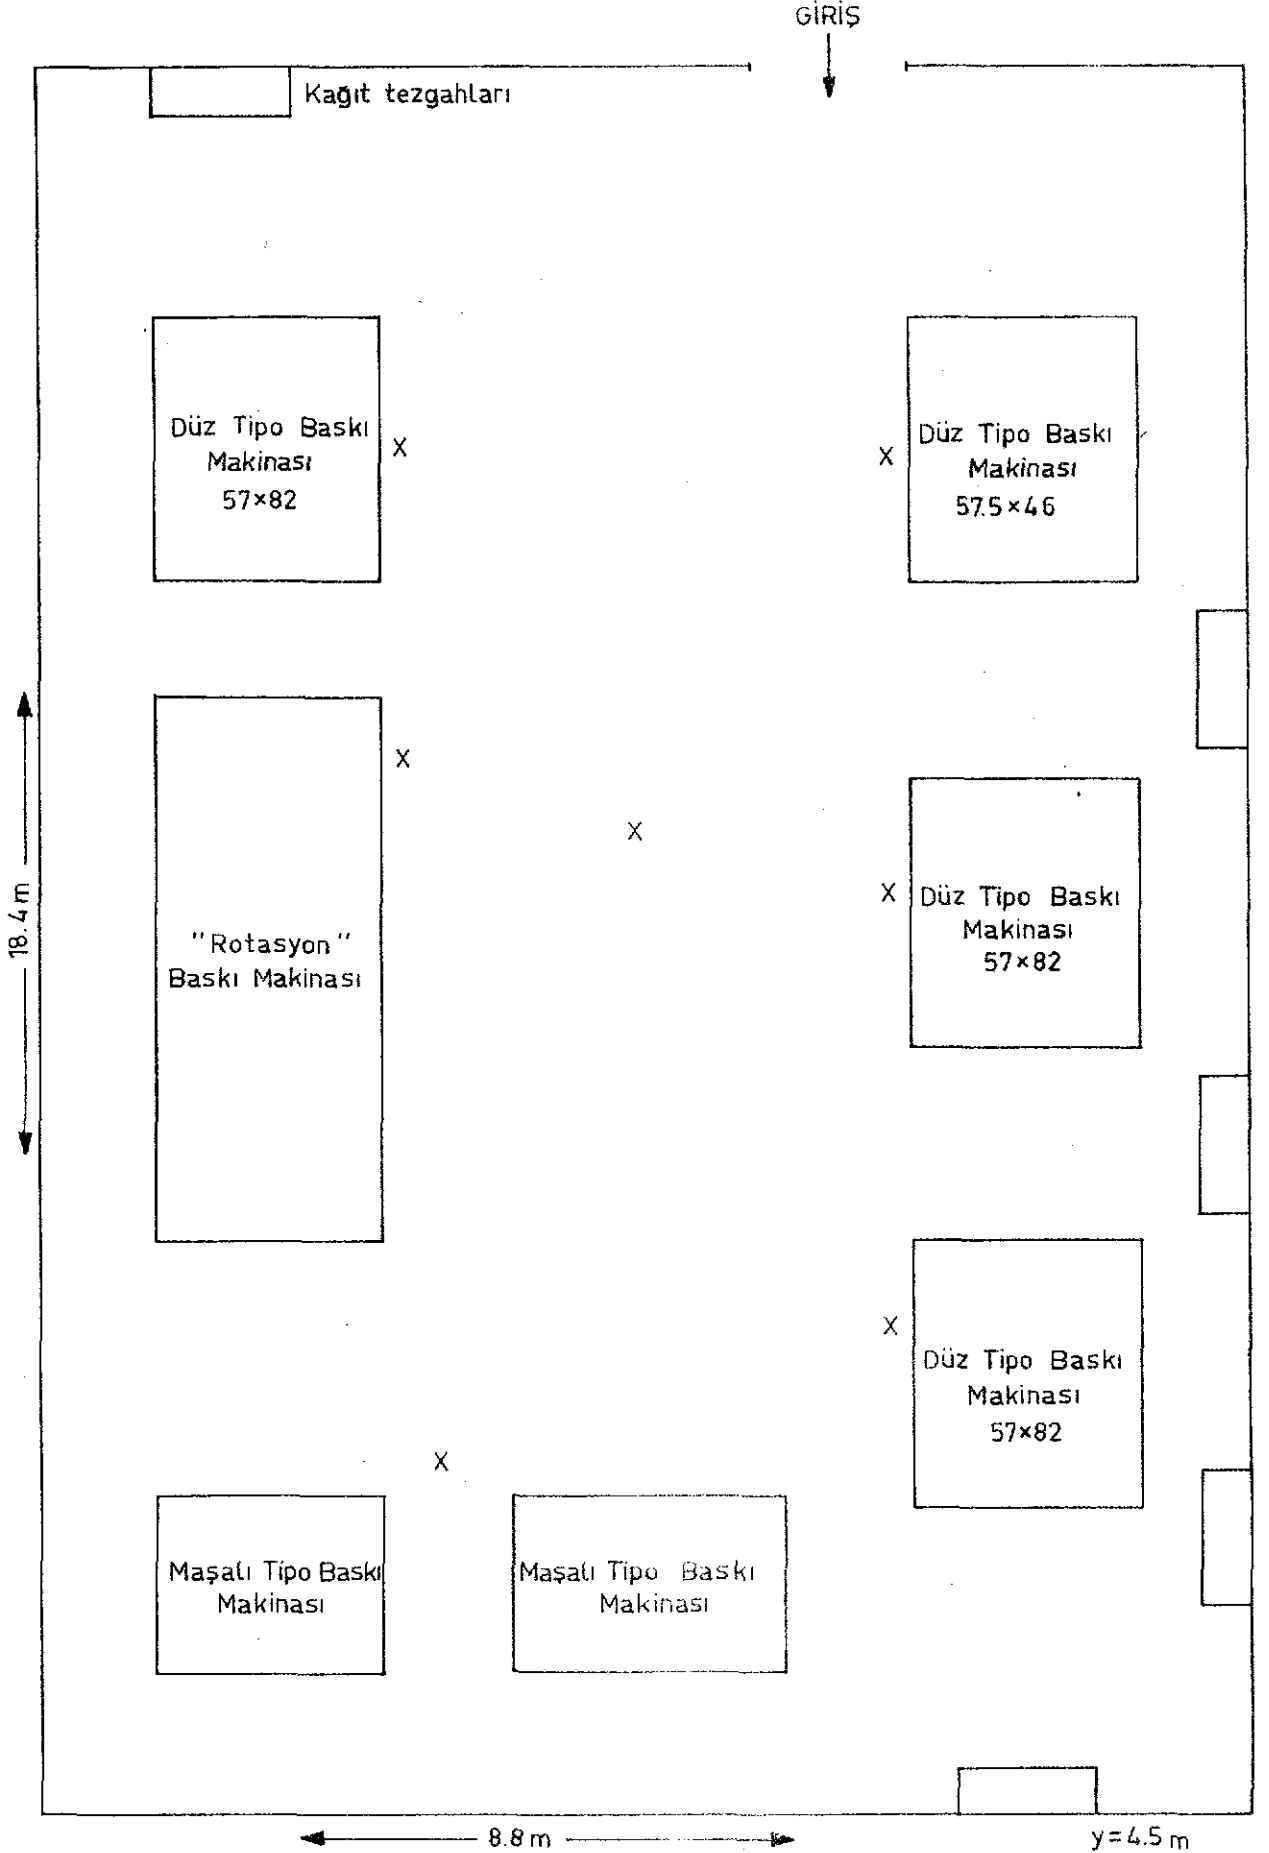 GİRİŞ
Kağıt tezgahları
Düz Tipo Baskı
Makinası
57×82
X
X
Düz Tipo Baskı
Makinası
57.5×46
X
X
18.4 m
"Rotasyon"
Baskı Makinası
X
Düz Tipo Baskı
Makinası
57×82
X
Düz Tipo Baskı
Makinası
57×82
X
Maşalı Tipo Baskı
Makinası
Maşalı Tipo Baskı
Makinası
8.8 m
y=4.5 m